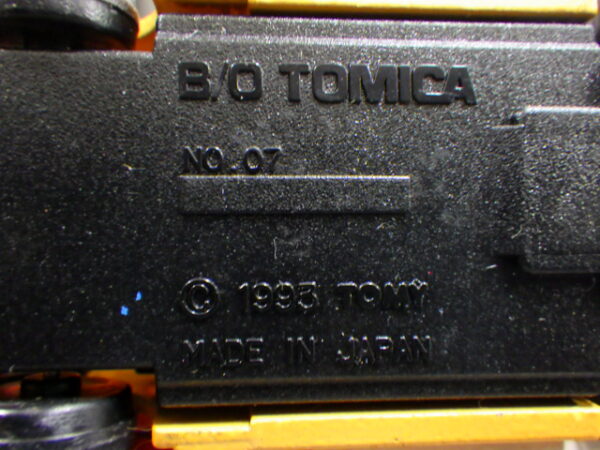 B/O TOMICA
NO. 07
© 1993 TOMY
MADE IN JAPAN